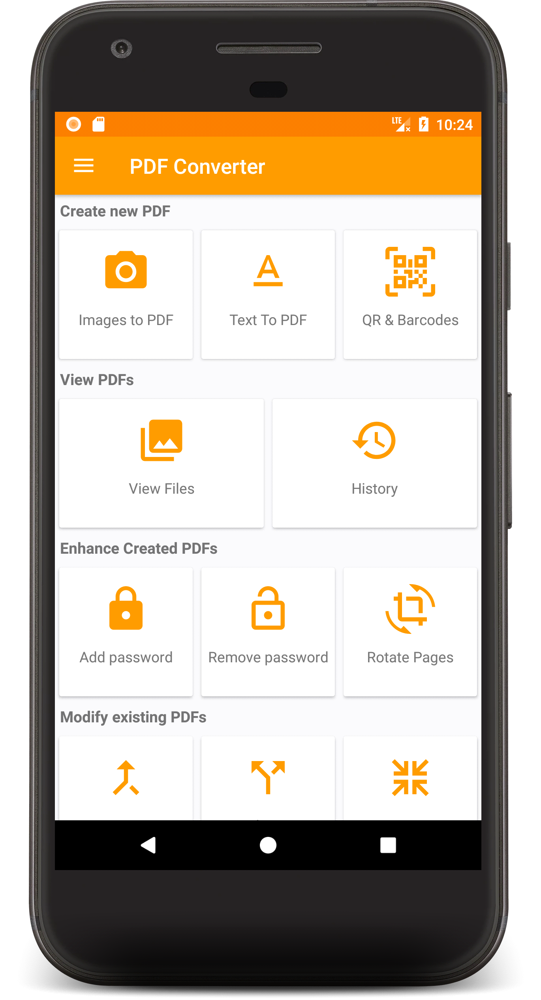 LTE 10:24
PDF Converter
Create new PDF
Images to PDF
Text To PDF
QR & Barcodes
View PDFs
View Files
History
Enhance Created PDFs
Add password
Remove password
Rotate Pages
Modify existing PDFs